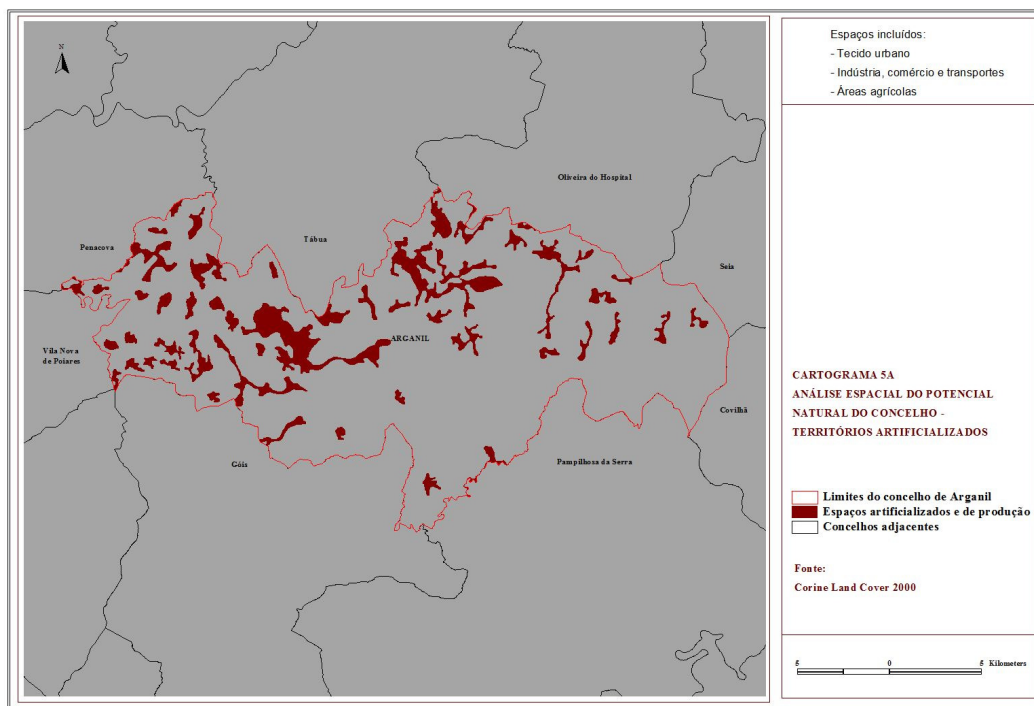 Espaços incluídos:
- Tecido urbano
- Indústria, comércio e transportes
- Áreas agrícolas
N
Oliveira do Hospital
Penacova
Tábua
Seia
ARGANIL
Vila Nova
de Poiares
Covilhã
Góis
Pampilhosa da Serra
CARTOGRAMA 5A
ANÁLISE ESPACIAL DO POTENCIAL
NATURAL DO CONCELHO -
TERRITÓRIOS ARTIFICIALIZADOS
Limites do concelho de Arganil
Espaços artificializados e de produção
Concelhos adjacentes
Fonte:
Corine Land Cover 2000
5 0 5 Kilometers